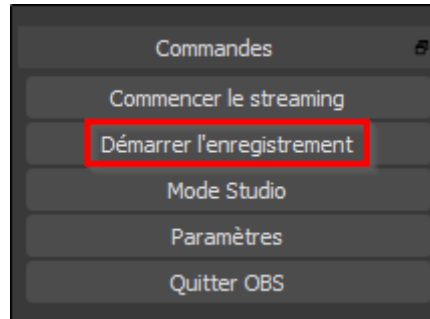 Commandes
Commencer le streaming
Démarrer l'enregistrement
Mode Studio
Paramètres
Quitter OBS